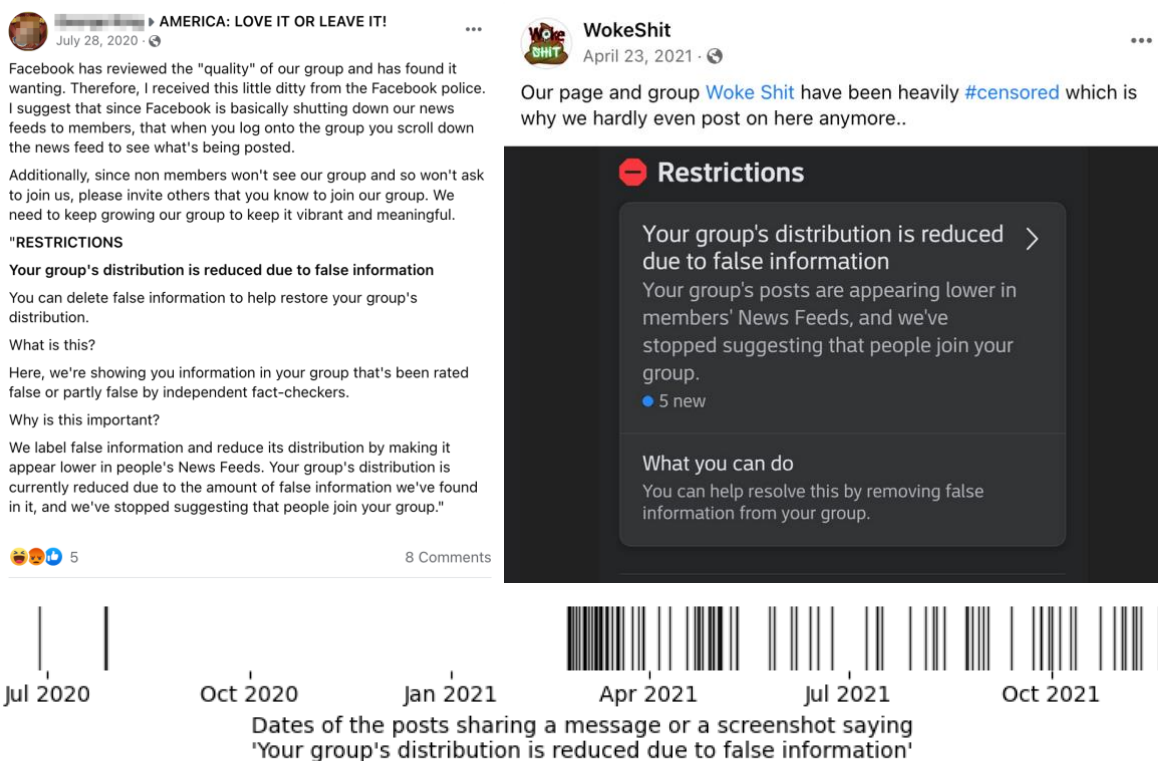 AMERICA: LOVE IT OR LEAVE IT!
July 28, 2020 ·
Facebook has reviewed the "quality" of our group and has found it
wanting. Therefore, I received this little ditty from the Facebook police.
I suggest that since Facebook is basically shutting down our news
feeds to members, that when you log onto the group you scroll down
the news feed to see what's being posted.
Additionally, since non members won't see our group and so won't ask
to join us, please invite others that you know to join our group. We
need to keep growing our group to keep it vibrant and meaningful.
"RESTRICTIONS
Your group's distribution is reduced due to false information
You can delete false information to help restore your group's
distribution.
What is this?
Here, we're showing you information in your group that's been rated
false or partly false by independent fact-checkers.
Why is this important?
We label false information and reduce its distribution by making it
appear lower in people's News Feeds. Your group's distribution is
currently reduced due to the amount of false information we've found
in it, and we've stopped suggesting that people join your group."
5
8 Comments
Woke
SHIT
WokeShit
April 23, 2021 ·
Our page and group Woke Shit have been heavily #censored which is
why we hardly even post on here anymore..
Restrictions
Your group's distribution is reduced
due to false information
Your group's posts are appearing lower in
members' News Feeds, and we've
stopped suggesting that people join your
group.
5 new
What you can do
You can help resolve this by removing false
information from your group.
Jul 2020
Oct 2020
Jan 2021
Apr 2021
Jul 2021
Oct 2021
Dates of the posts sharing a message or a screenshot saying
'Your group's distribution is reduced due to false information'